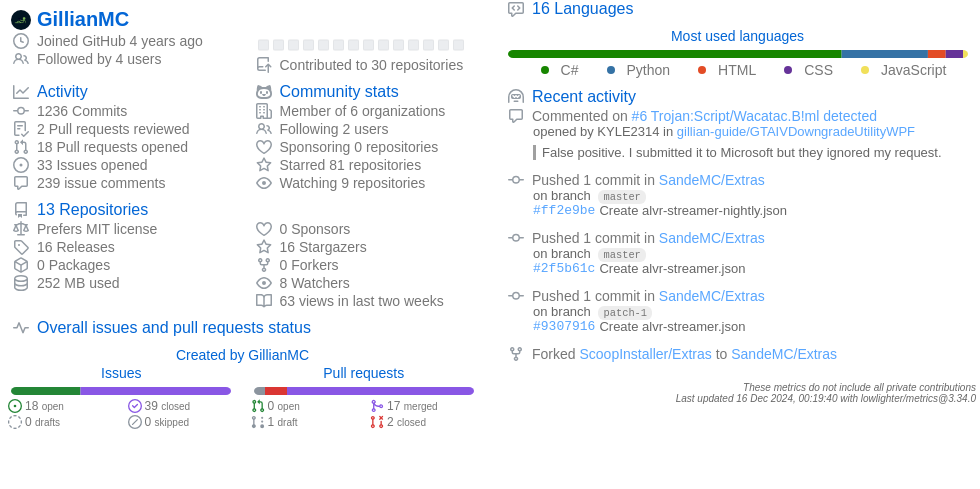 GillianMC
Joined GitHub 4 years ago
Followed by 4 users
Contributed to 30 repositories
Activity
1236 Commits
2 Pull requests reviewed
18 Pull requests opened
33 Issues opened
239 issue comments
Community stats
Member of 6 organizations
Following 2 users
Sponsoring 0 repositories
Starred 81 repositories
Watching 9 repositories
13 Repositories
Prefers MIT license
16 Releases
0 Packages
252 MB used
0 Sponsors
16 Stargazers
0 Forkers
8 Watchers
63 views in last two weeks
Overall issues and pull requests status
Created by GillianMC
Issues
18 open
39 closed
0 drafts
0 skipped
Pull requests
0 open
17 merged
1 draft
2 closed
16 Languages
Most used languages
C# Python HTML CSS JavaScript
Recent activity
Commented on #6 Trojan:Script/Wacatac.B!ml detected
opened by KYLE2314 in gillian-guide/GTAIVDowngradeUtilityWPF
False positive. I submitted it to Microsoft but they ignored my request.
Pushed 1 commit in SandeMC/Extras
on branch master
#ff2e9be Create alvr-streamer-nightly.json
Pushed 1 commit in SandeMC/Extras
on branch master
#2f5b61c Create alvr-streamer.json
Pushed 1 commit in SandeMC/Extras
on branch patch-1
#9307916 Create alvr-streamer.json
Forked ScoopInstaller/Extras to SandeMC/Extras
These metrics do not include all private contributions
Last updated 16 Dec 2024, 00:19:40 with lowlighter/metrics@3.34.0